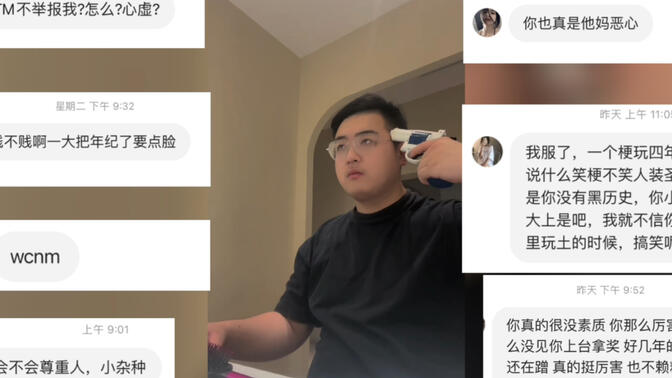 TM不举报我?怎么?心虚?
星期二 下午 9:32
不贱啊一大把年纪了要点脸
wcnm
上午 9:01
会不会尊重人，小杂种
你也真是他妈恶心
昨天 上午 11:05
我服了，一个梗玩四年
说什么笑梗不笑人装圣
是你没有黑历史，你小
大上是吧，我就不信你
里玩土的时候，搞笑呢
昨天 下午 9:52
你真的很没素质 你那么厉害
么没见你上台拿奖 好几年的
还在蹭 真的挺厉害 也不赖